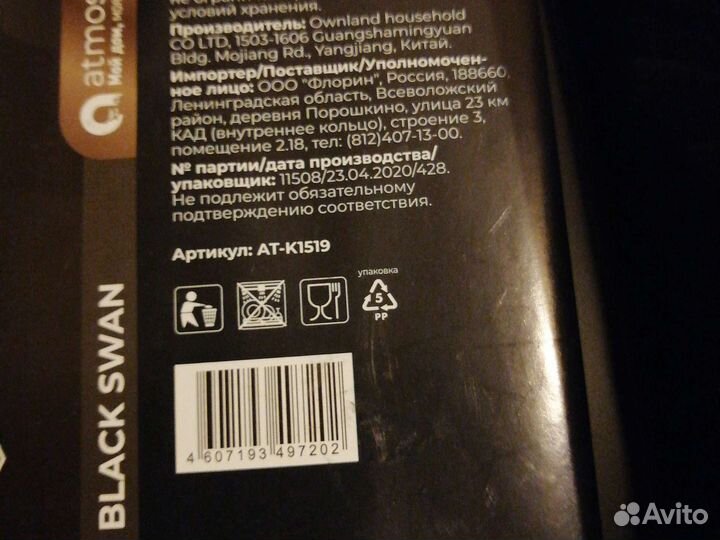 условий хранения.
Производитель: Ownland household
CO LTD, 1503-1606 Guangshamingyuan
Bldg. Mojiang Rd., Yangjiang, Китай.
Импортер/Поставщик/Уполномочен-
ное лицо: ООО "Флорин", Россия, 188660,
Ленинградская область, Всеволожский
район, деревня Порошкино, улица 23 км
КАД (внутреннее кольцо), строение 3,
помещение 2.18, тел: (812)407-13-00.
№ партии/дата производства/
упаковщик: 11508/23.04.2020/428.
Не подлежит обязательному
подтверждению соответствия.
Артикул: AT-K1519
упаковка
5
PP
4 607193 497202
atmos
Мой дом,
BLACK SWAN
Avito